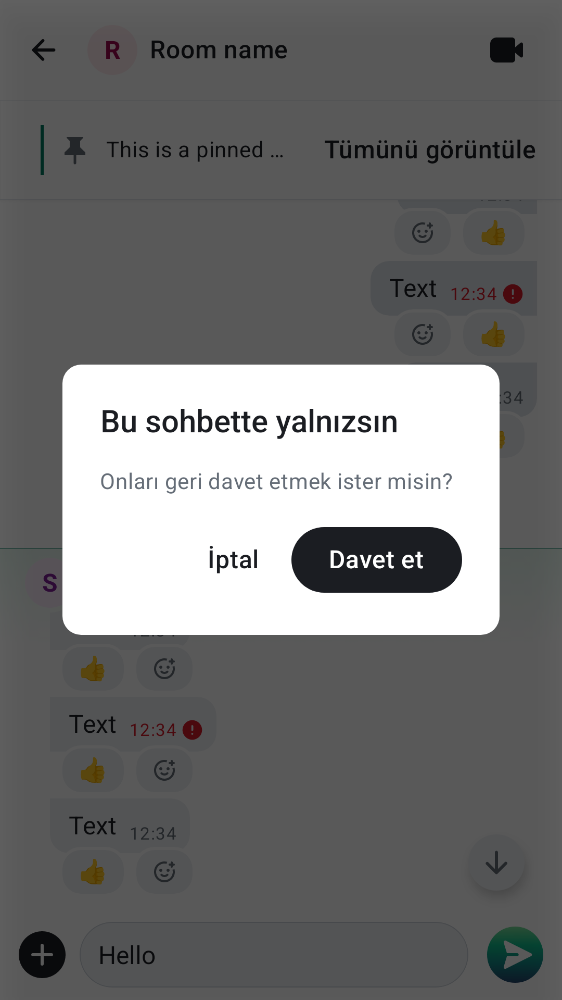 R Room name
This is a pinned … Tümünü görüntüle
Text 12:34
:34
Bu sohbette yalnızsın
Onları geri davet etmek ister misin?
İptal Davet et
S
Text 12:34
Text 12:34
Hello